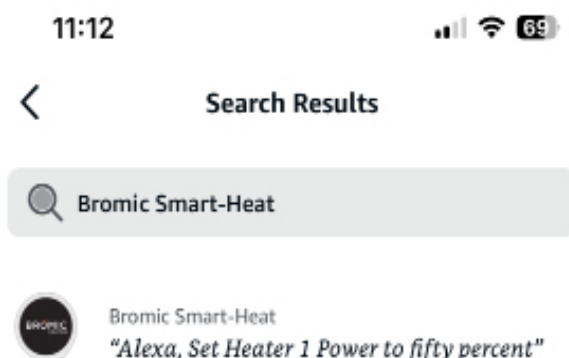 11:12
69
Search Results
Bromic Smart-Heat
BROMIC
Bromic Smart-Heat
“Alexa, Set Heater 1 Power to fifty percent”